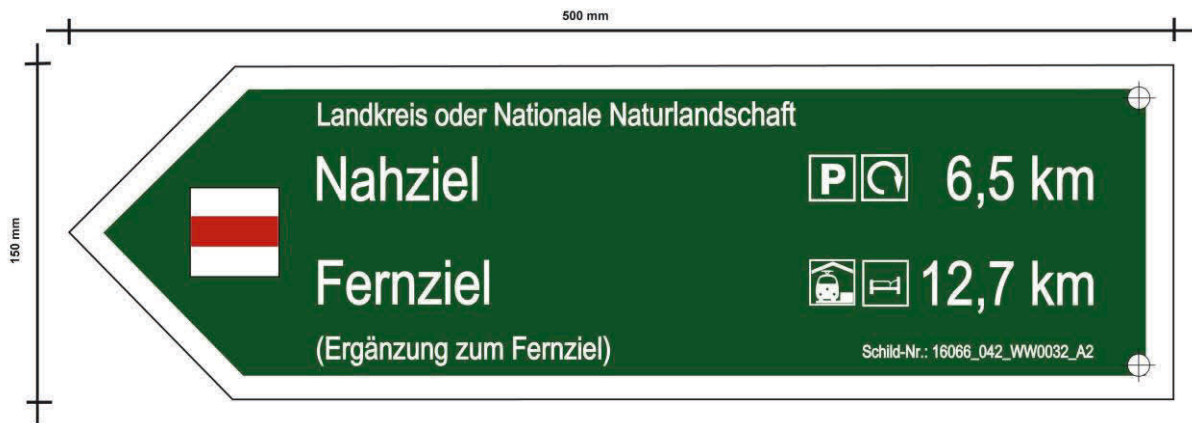 500 mm
150 mm
Landkreis oder Nationale Naturlandschaft
Nahziel P 6,5 km
Fernziel 12,7 km
(Ergänzung zum Fernziel) Schild-Nr.: 16066_042_WW0032_A2